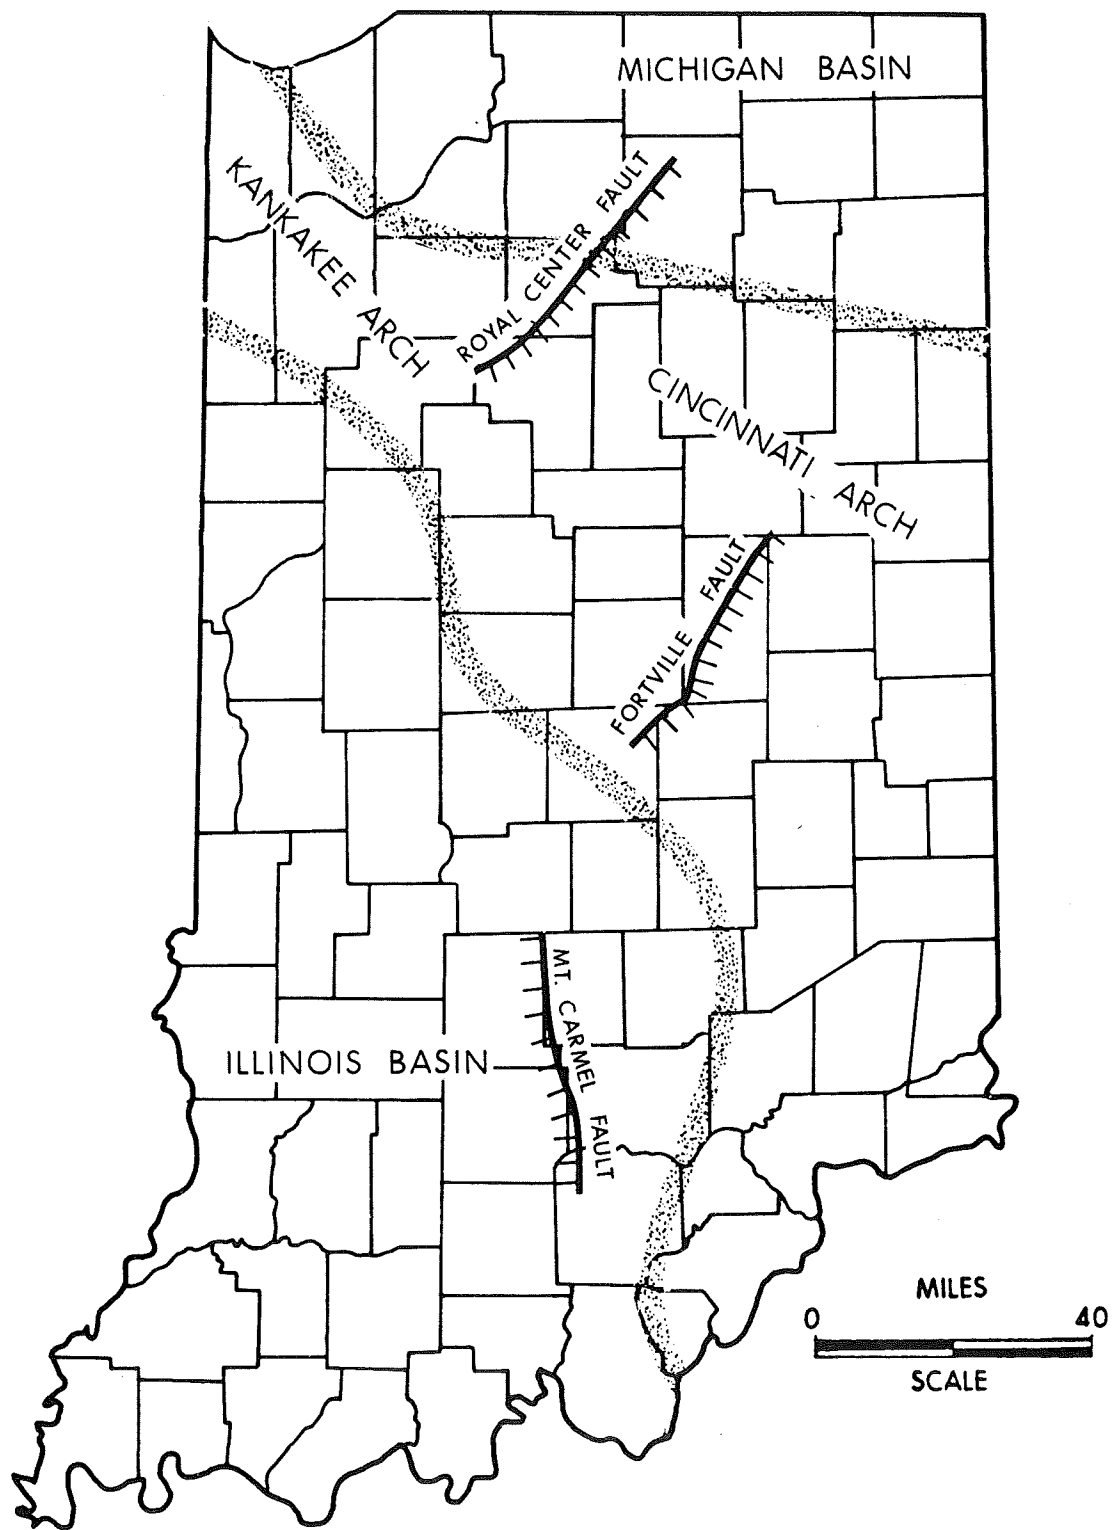 MICHIGAN BASIN
KANKAKEE ARCH
ROYAL CENTER FAULT
CINCINNATI ARCH
FORTVILLE FAULT
MT. CARMEL FAULT
ILLINOIS BASIN
MILES
0 40
SCALE